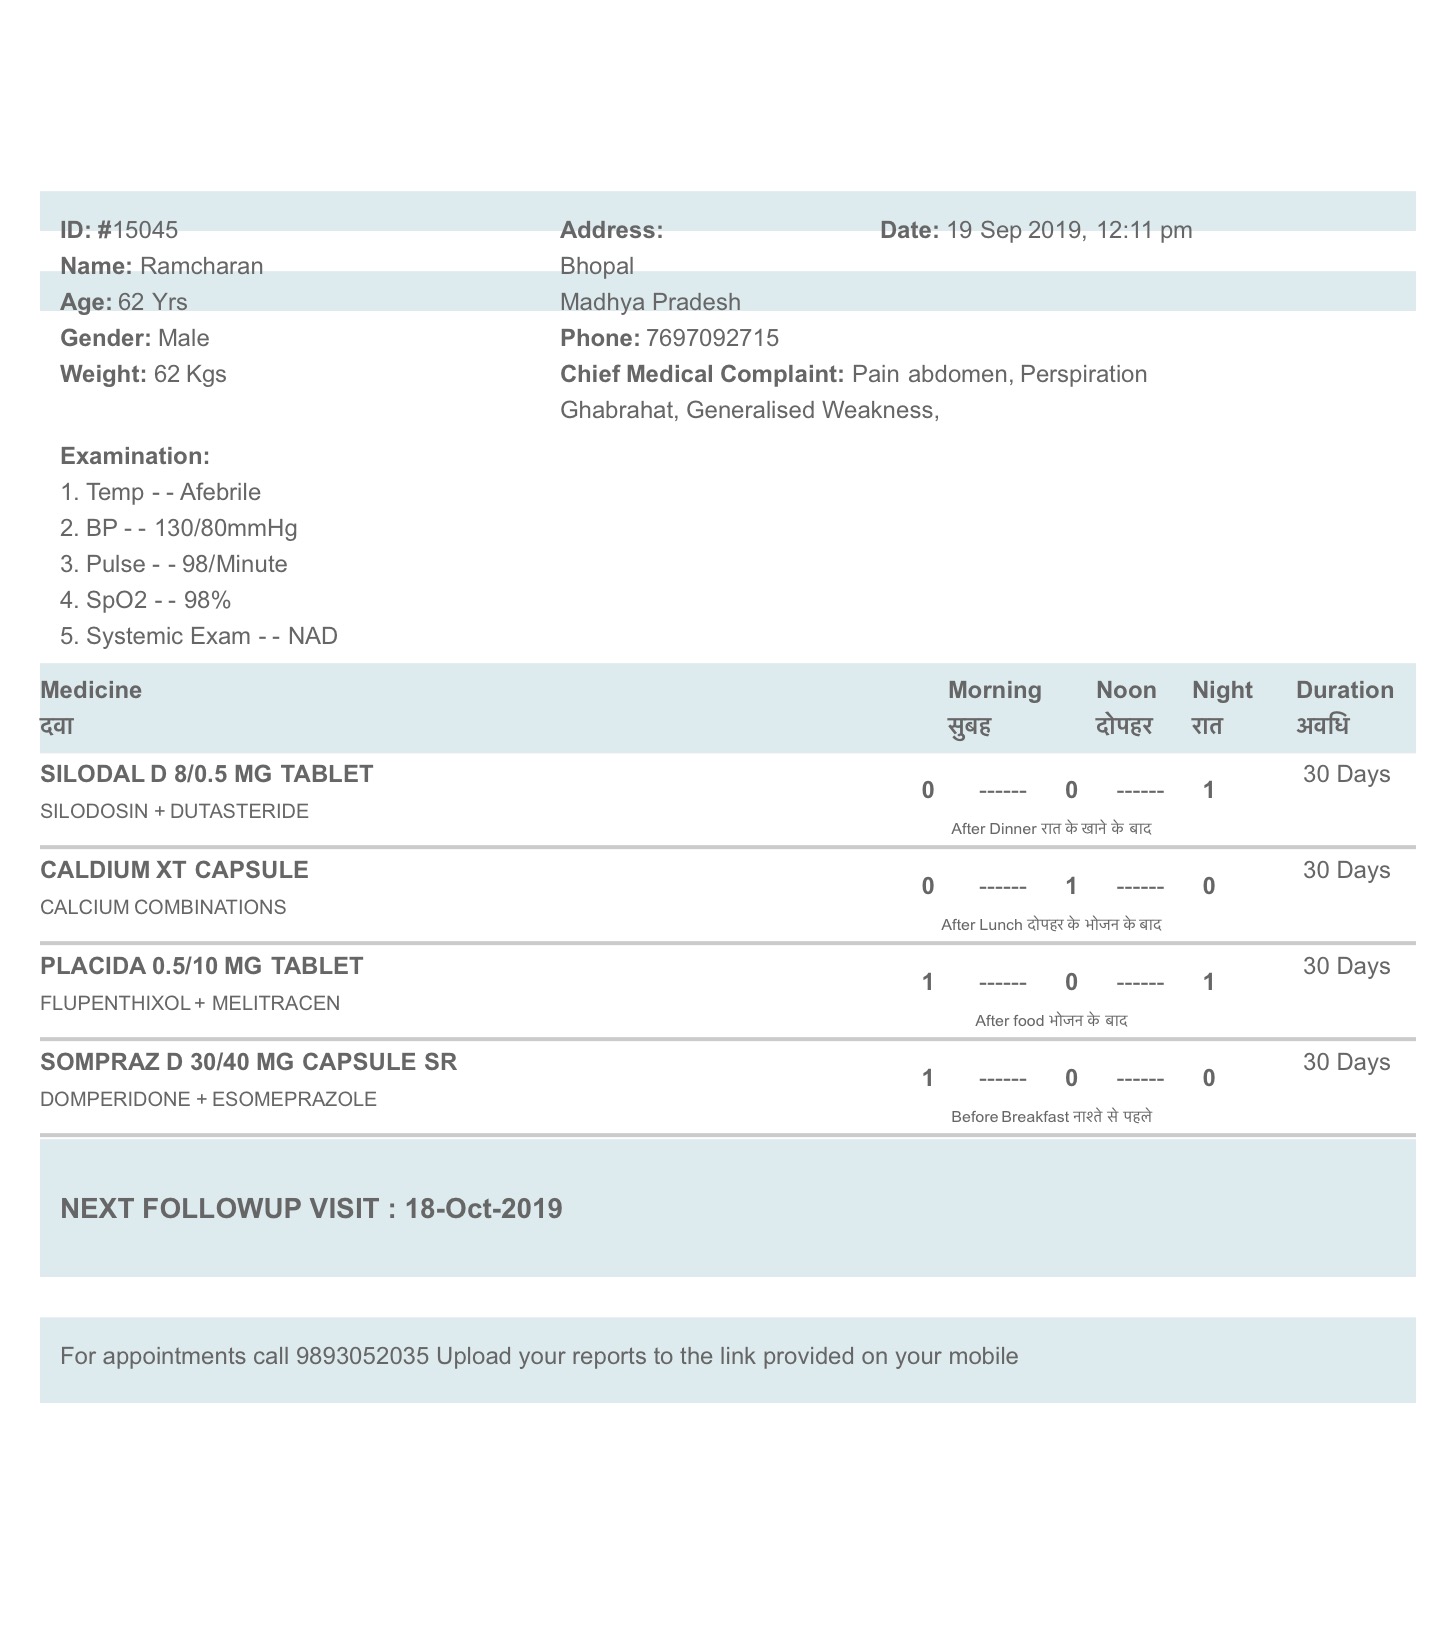 ID: #15045 Address: Date: 19 Sep 2019, 12:11 pm
Name: Ramcharan Bhopal
Age: 62 Yrs Madhya Pradesh
Gender: Male Phone: 7697092715
Weight: 62 Kgs Chief Medical Complaint: Pain abdomen, Perspiration
Ghabrahat, Generalised Weakness,
Examination:
1. Temp - - Afebrile
2. BP - - 130/80mmHg
3. Pulse - - 98/Minute
4. SpO2 - - 98%
5. Systemic Exam - - NAD
Medicine Morning Noon Night Duration
दवा सुबह दोपहर रात अवधि
SILODAL D 8/0.5 MG TABLET 30 Days
0 ------ 0 ------ 1
SILODOSIN + DUTASTERIDE
After Dinner रात के खाने के बाद
CALDIUM XT CAPSULE 30 Days
0 ------ 1 ------ 0
CALCIUM COMBINATIONS
After Lunch दोपहर के भोजन के बाद
PLACIDA 0.5/10 MG TABLET 30 Days
1 ------ 0 ------ 1
FLUPENTHIXOL + MELITRACEN
After food भोजन के बाद
SOMPRAZ D 30/40 MG CAPSULE SR 30 Days
1 ------ 0 ------ 0
DOMPERIDONE + ESOMEPRAZOLE
Before Breakfast नाश्ते से पहले
NEXT FOLLOWUP VISIT : 18-Oct-2019
For appointments call 9893052035 Upload your reports to the link provided on your mobile